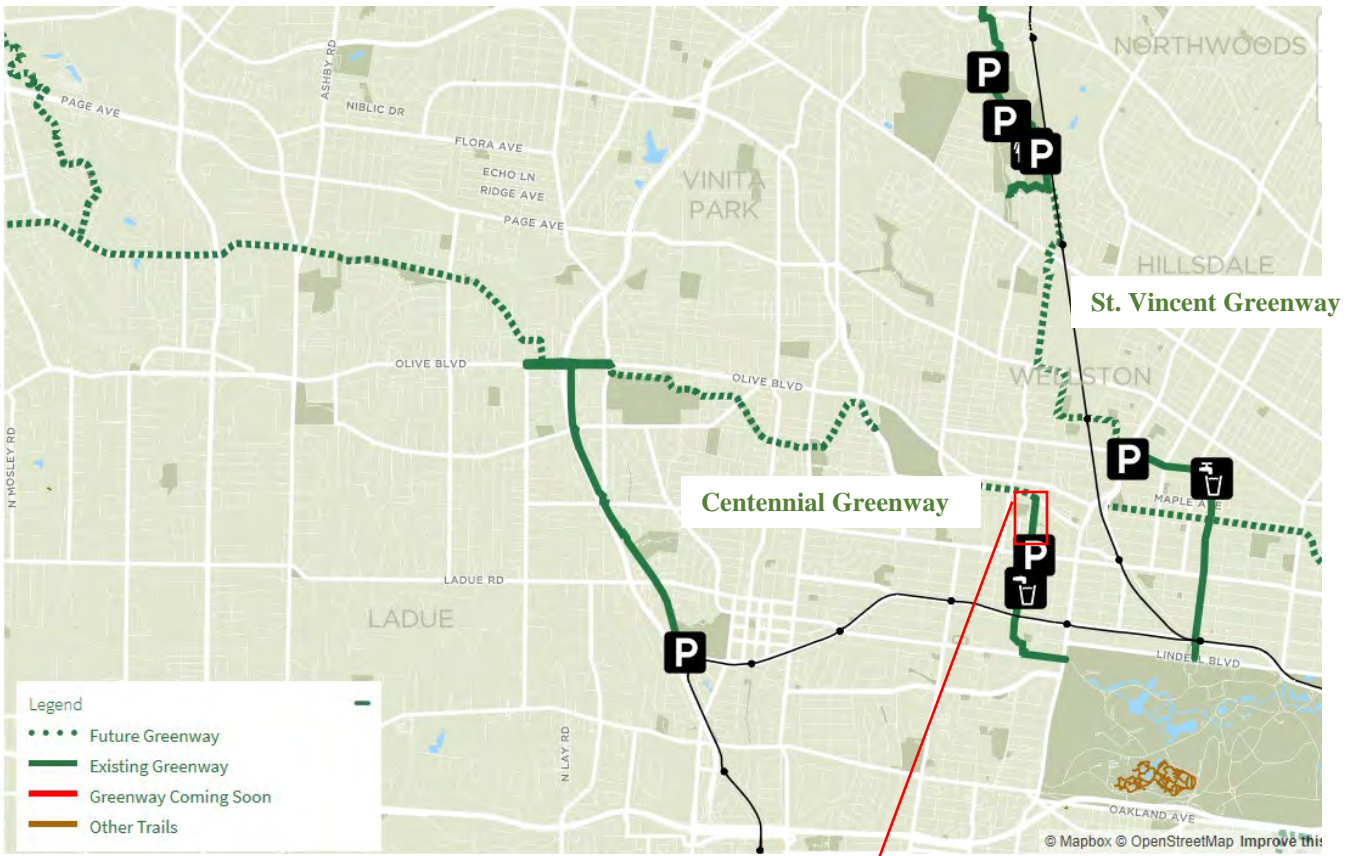 NORTHWOODS
P
ASHBY RD
PAGE AVE
NIBLIC DR
P
FLORA AVE
P
ECHO LN
RIDGE AVE
VINITA
PARK
PAGE AVE
HILLSDALE
St. Vincent Greenway
OLIVE BLVD
OLIVE BLVD
WELLSTON
N MOSLEY RD
P
Centennial Greenway
MAPLE AVE
P
LADUE RD
LADUE
P
LINDELL BLVD
Legend
Future Greenway
Existing Greenway
Greenway Coming Soon
Other Trails
N LAY RD
OAKLAND AVE
© Mapbox © OpenStreetMap Improve this